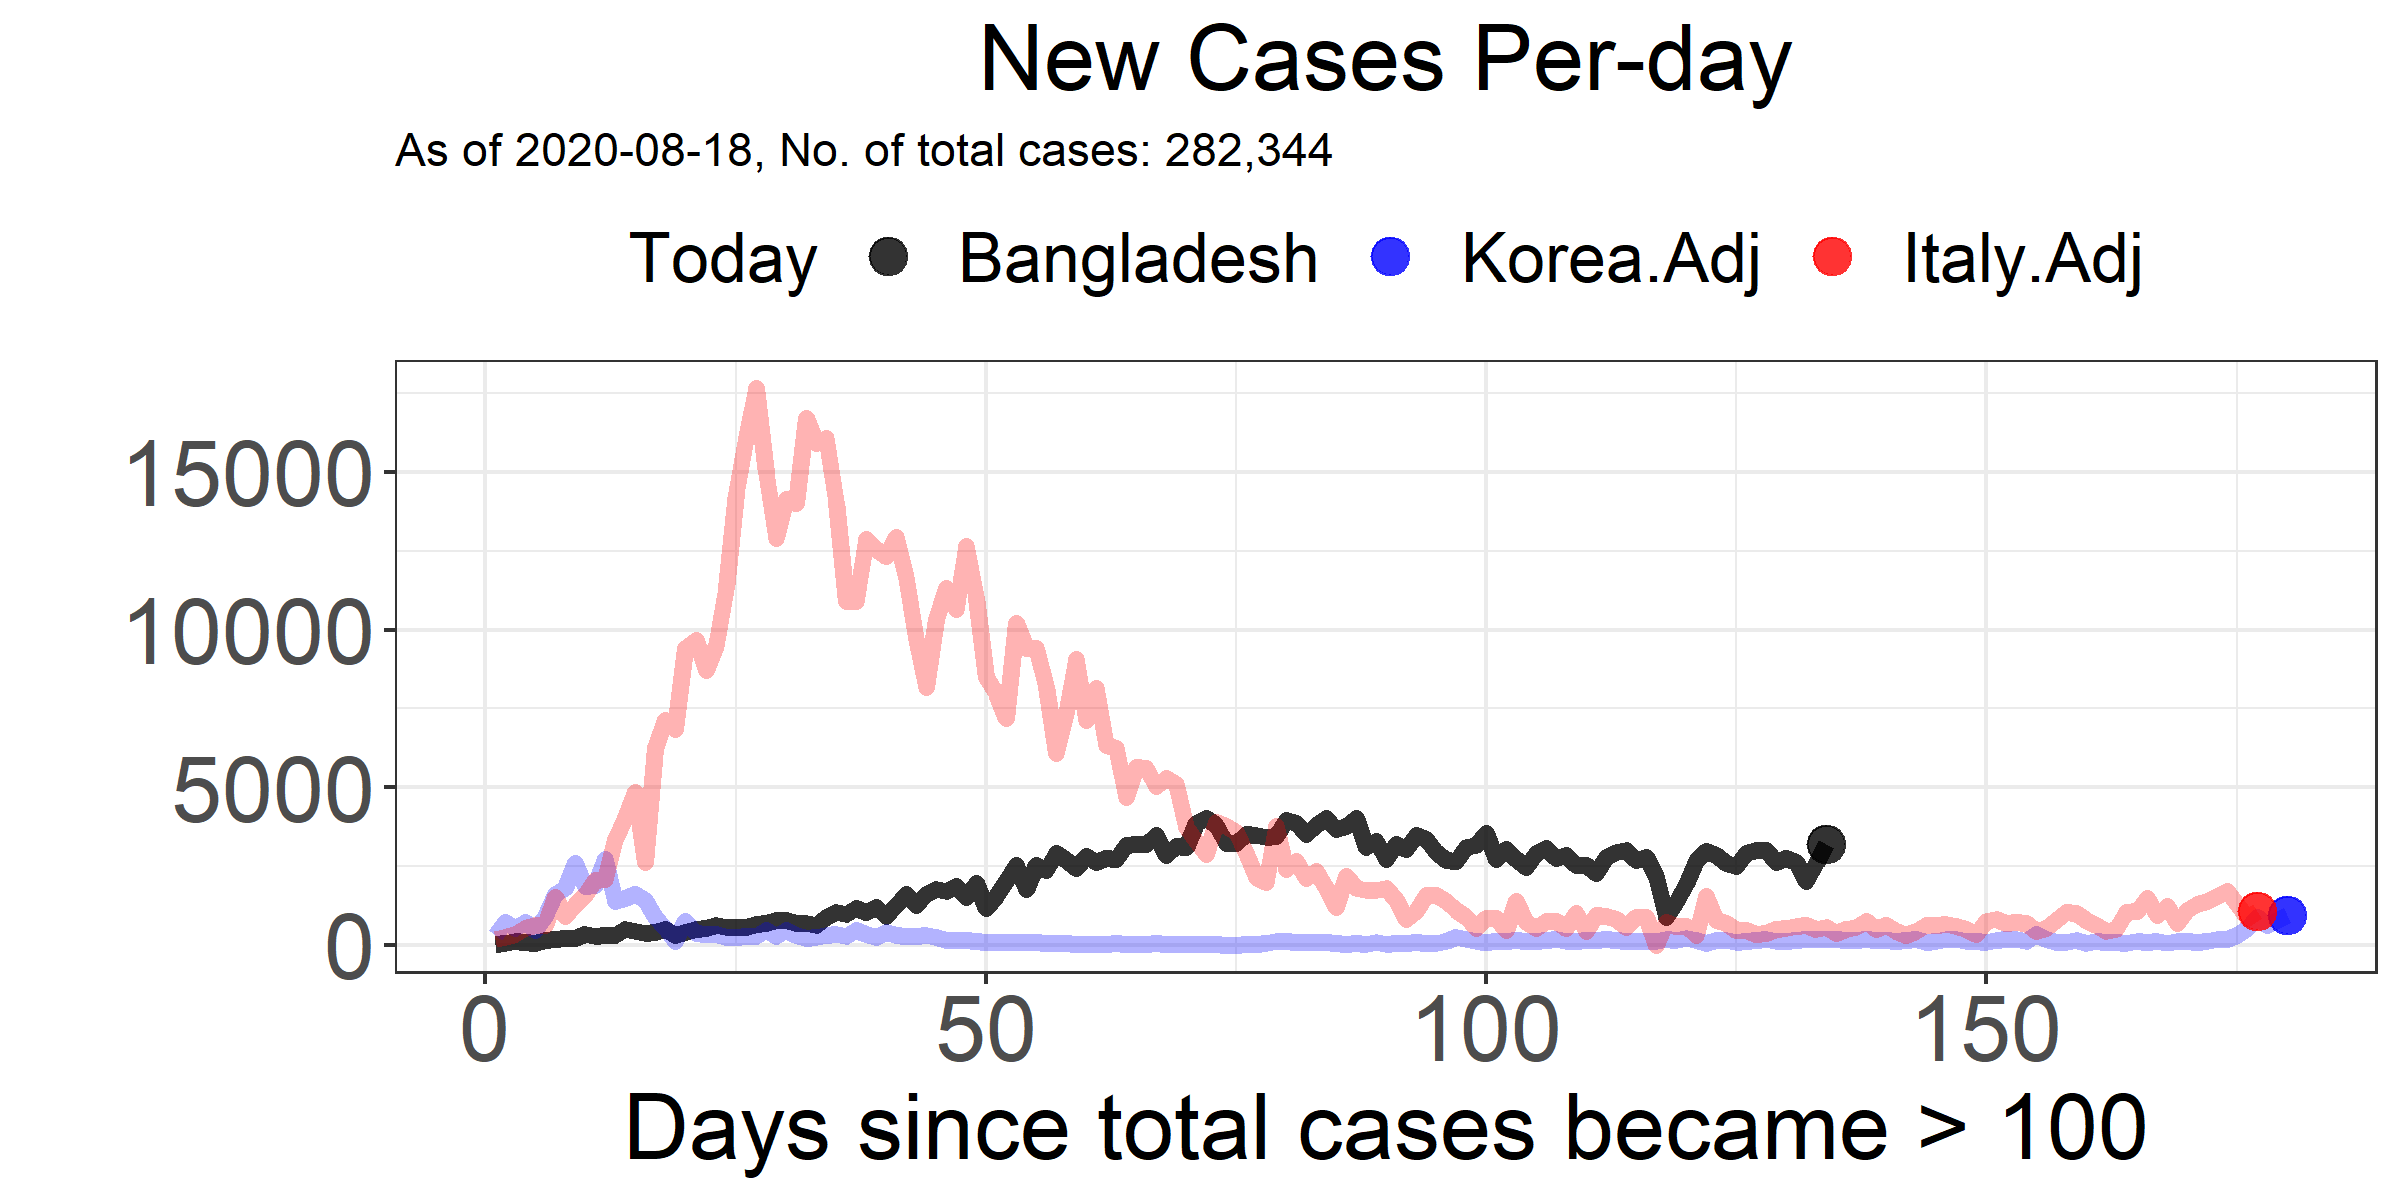 New Cases Per-day
As of 2020-08-18, No. of total cases: 282,344
Today Bangladesh Korea.Adj Italy.Adj
15000
10000
5000
0
0 50 100 150
Days since total cases became > 100